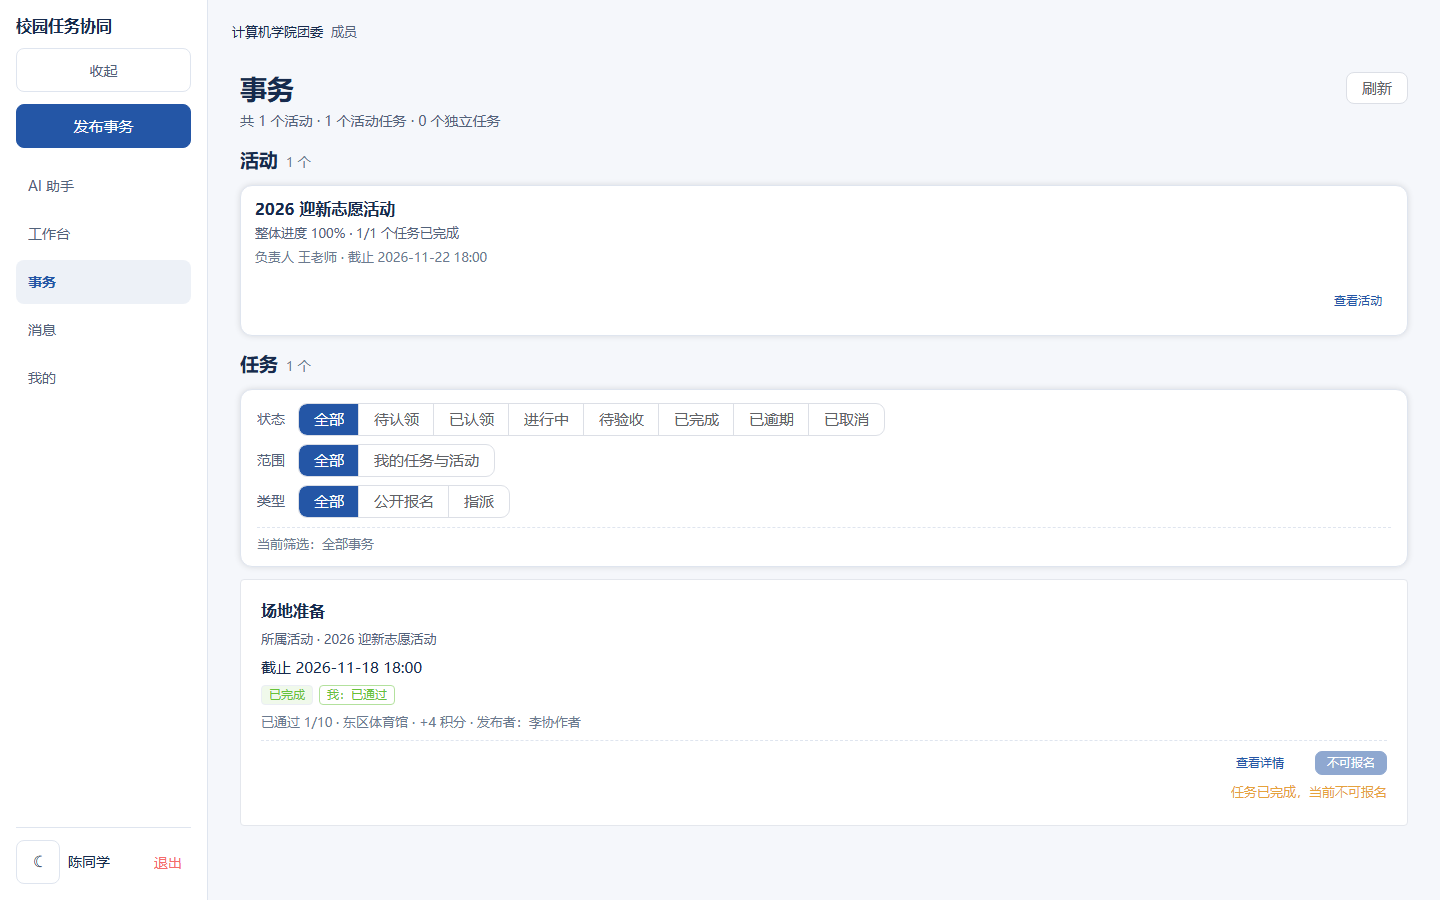 校园任务协同
收起
发布事务
AI 助手
工作台
事务
消息
我的
陈同学
退出
计算机学院团委 成员
事务
刷新
共 1 个活动 · 1 个活动任务 · 0 个独立任务
活动 1 个
2026 迎新志愿活动
整体进度 100% · 1/1 个任务已完成
负责人 王老师 · 截止 2026-11-22 18:00
查看活动
任务 1 个
状态 全部 待认领 已认领 进行中 待验收 已完成 已逾期 已取消
范围 全部 我的任务与活动
类型 全部 公开报名 指派
当前筛选：全部事务
场地准备
所属活动 · 2026 迎新志愿活动
截止 2026-11-18 18:00
已完成 我：已通过
已通过 1/10 · 东区体育馆 · +4 积分 · 发布者：李协作者
查看详情 不可报名
任务已完成，当前不可报名